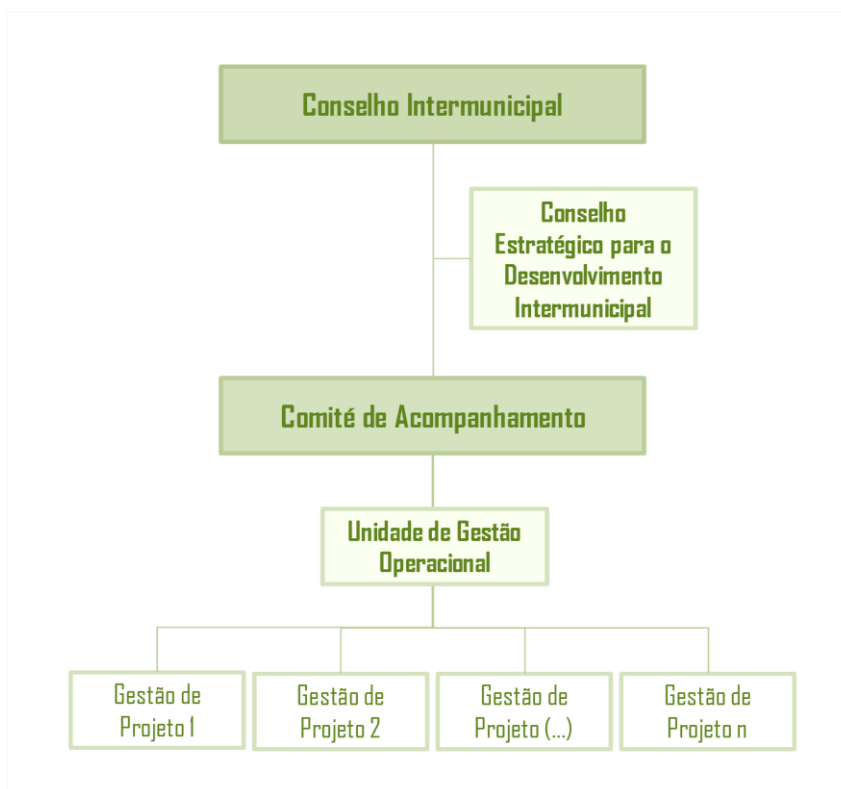 Conselho Intermunicipal
Conselho
Estratégico para o
Desenvolvimento
Intermunicipal
Comité de Acompanhamento
Unidade de Gestão
Operacional
Gestão de
Projeto 1
Gestão de
Projeto 2
Gestão de
Projeto (...)
Gestão de
Projeto n